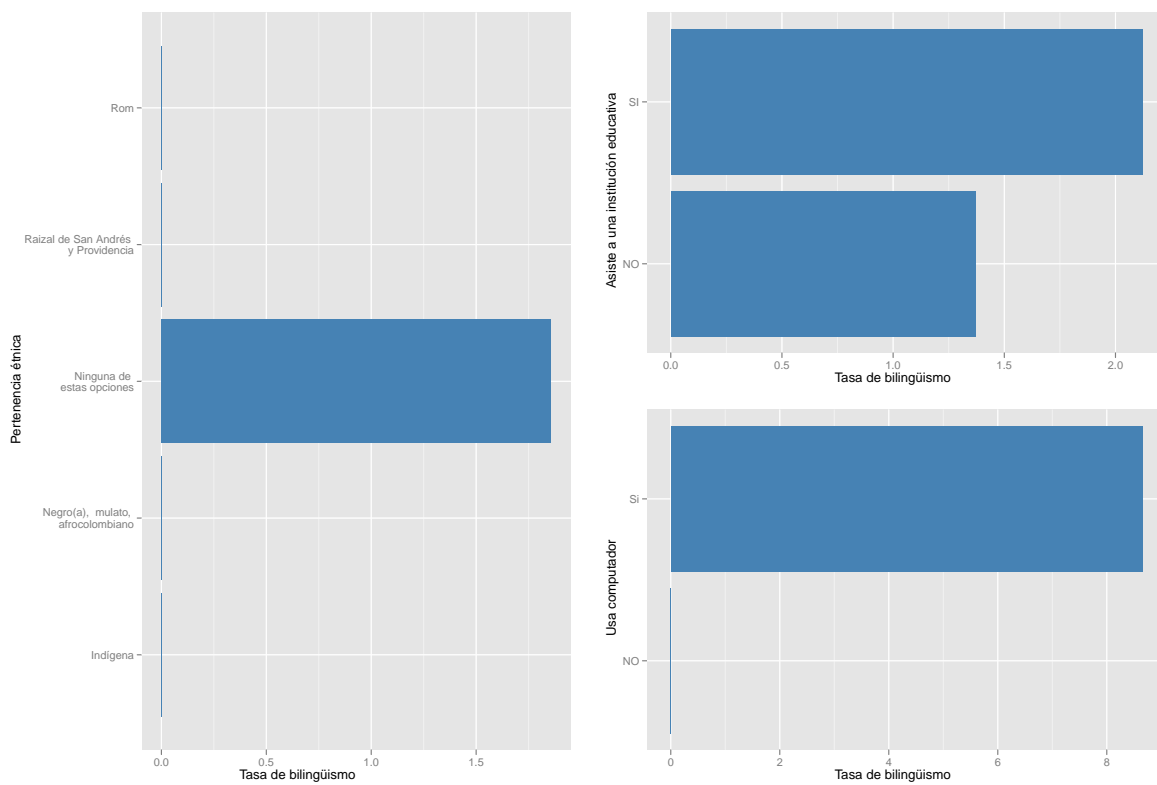 Pertenencia étnica
Rom
Raizal de San Andrés
y Providencia
Ninguna de
estas opciones
Negro(a),  mulato,
afrocolombiano
Indígena
0.0 0.5 1.0 1.5
Tasa de bilingüismo
Asiste a una institución educativa
SI
NO
0.0 0.5 1.0 1.5 2.0
Tasa de bilingüismo
Usa computador
Si
NO
0 2 4 6 8
Tasa de bilingüismo